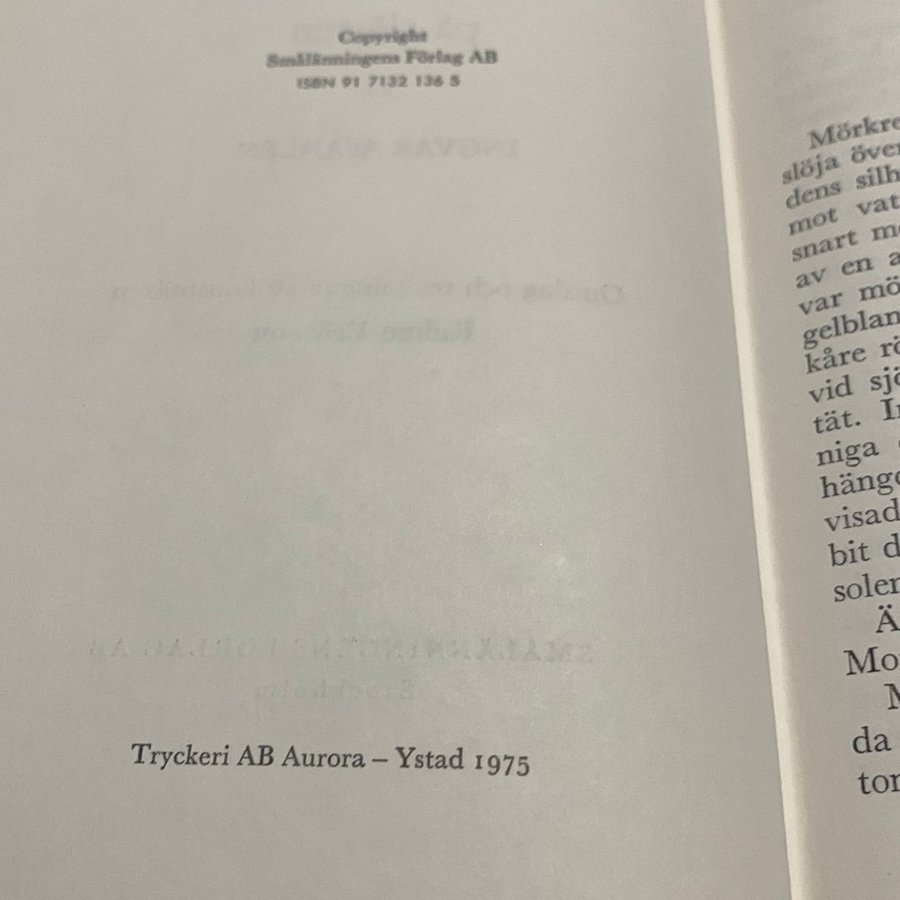 Copyright
Smålänningens Förlag AB
ISBN 91 7132 136 5
Tryckeri AB Aurora – Ystad 1975
Mörkre
slöja över
dens silh
mot vat
snart m
av en a
var mö
gelblan
kåre rö
vid sjö
tät. I
niga
häng
visad
bit d
solen
Ä
Mo
M
da
tor